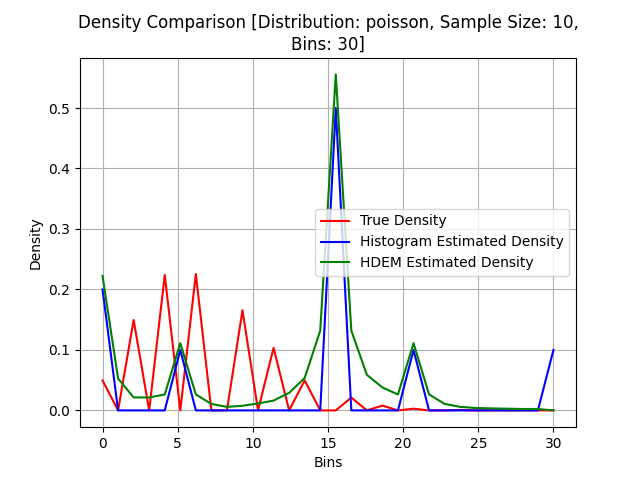 Density Comparison [Distribution: poisson, Sample Size: 10,
Bins: 30]
Density
0.5
0.4
0.3
0.2
0.1
0.0
True Density
Histogram Estimated Density
HDEM Estimated Density
0 5 10 15 20 25 30
Bins